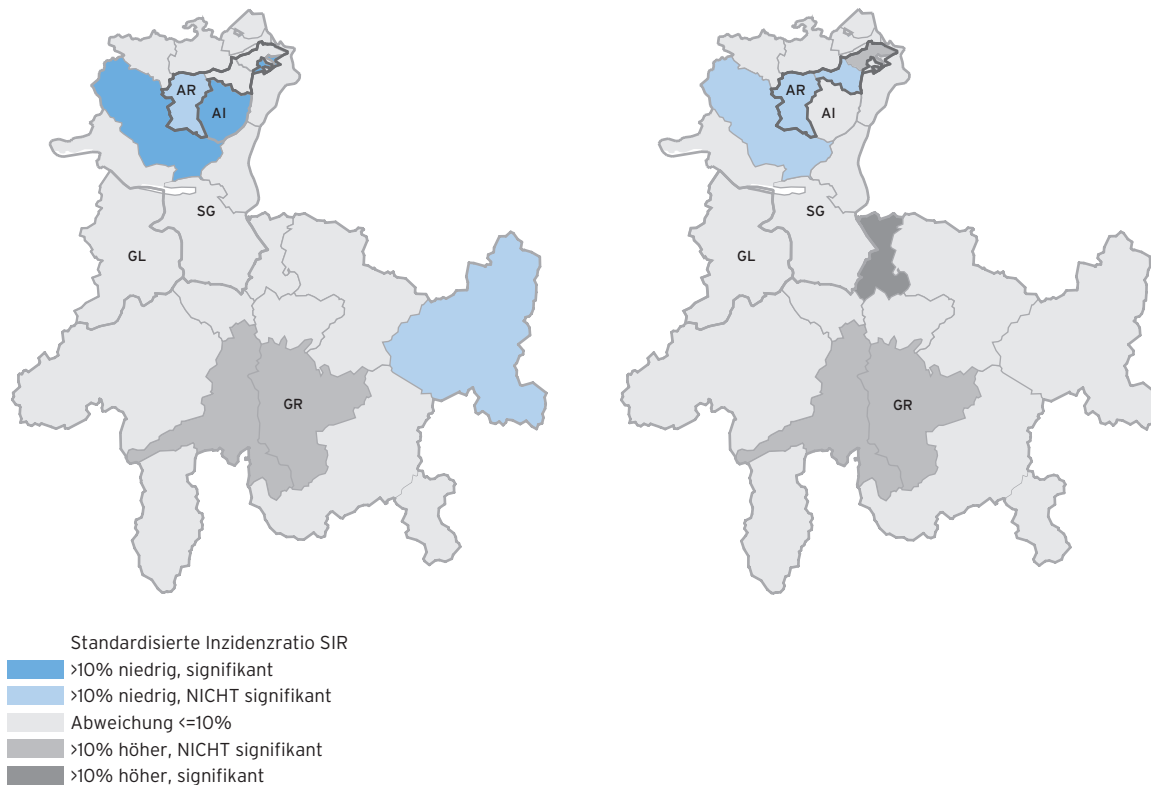 AR
AI
SG
GL
GR
AR
AI
SG
GL
GR
Standardisierte Inzidenzratio SIR
>10% niedrig, signifikant
>10% niedrig, NICHT signifikant
Abweichung <=10%
>10% höher, NICHT signifikant
>10% höher, signifikant